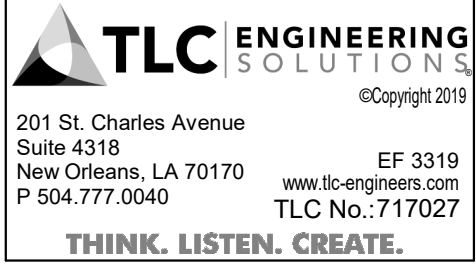 TLC ENGINEERING
SOLUTIONS®
©Copyright 2019
201 St. Charles Avenue
Suite 4318
New Orleans, LA 70170
P 504.777.0040
EF 3319
www.tlc-engineers.com
TLC No.:717027
THINK. LISTEN. CREATE.